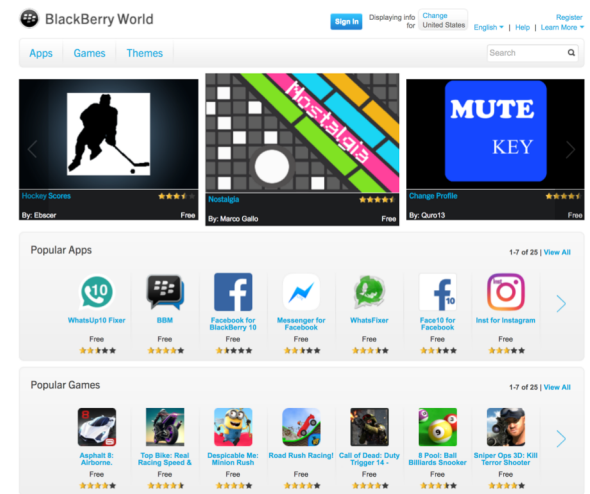 BlackBerry World
Sign In
Displaying info for
Change
United States
Register
English | Help | Learn More
Apps
Games
Themes
Search
Nostalgia
MUTE
KEY
Hockey Scores
By: Ebscer
Free
Nostalgia
By: Marco Gallo
Free
Change Profile
By: Quro13
Free
Popular Apps
1-7 of 25 | View All
10
f
f
10
Inst
WhatsUp10 Fixer
Free
BBM
Free
Facebook for
BlackBerry 10
Free
Messenger for
Facebook
Free
WhatsFixer
Free
Face10 for
Facebook
Free
Inst for Instagram
Free
Popular Games
1-7 of 25 | View All
8
Asphalt 8:
Airborne.
Free
Top Bike: Real
Racing Speed &
Free
Despicable Me:
Minion Rush
Free
Road Rush Racing!
Free
Call of Dead: Duty
Trigger 14 -
Free
8 Pool: Ball
Billiards Snooker
Free
Sniper Ops 3D: Kill
Terror Shooter
Free